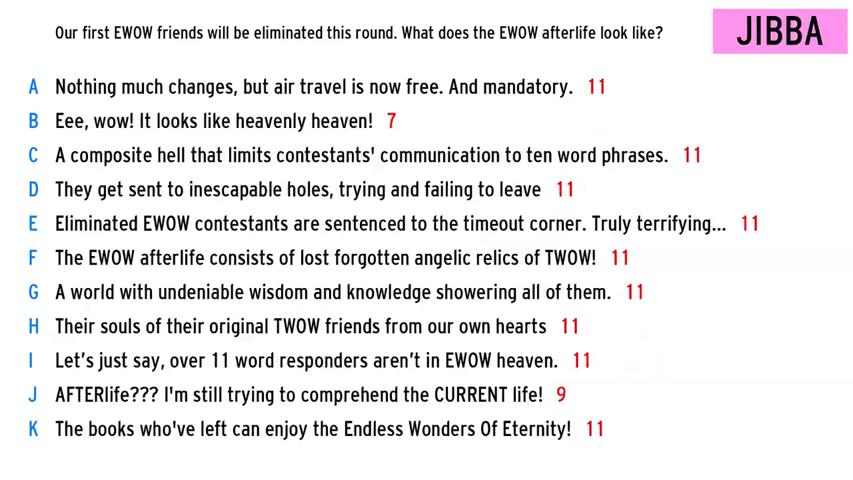 Our first EWOW friends will be eliminated this round. What does the EWOW afterlife look like?
JIBBA
A Nothing much changes, but air travel is now free. And mandatory. 11
B Eee, wow! It looks like heavenly heaven! 7
C A composite hell that limits contestants' communication to ten word phrases. 11
D They get sent to inescapable holes, trying and failing to leave 11
E Eliminated EWOW contestants are sentenced to the timeout corner. Truly terrifying... 11
F The EWOW afterlife consists of lost forgotten angelic relics of TWOW! 11
G A world with undeniable wisdom and knowledge showering all of them. 11
H Their souls of their original TWOW friends from our own hearts 11
I Let’s just say, over 11 word responders aren’t in EWOW heaven. 11
J AFTERlife??? I'm still trying to comprehend the CURRENT life! 9
K The books who've left can enjoy the Endless Wonders Of Eternity! 11